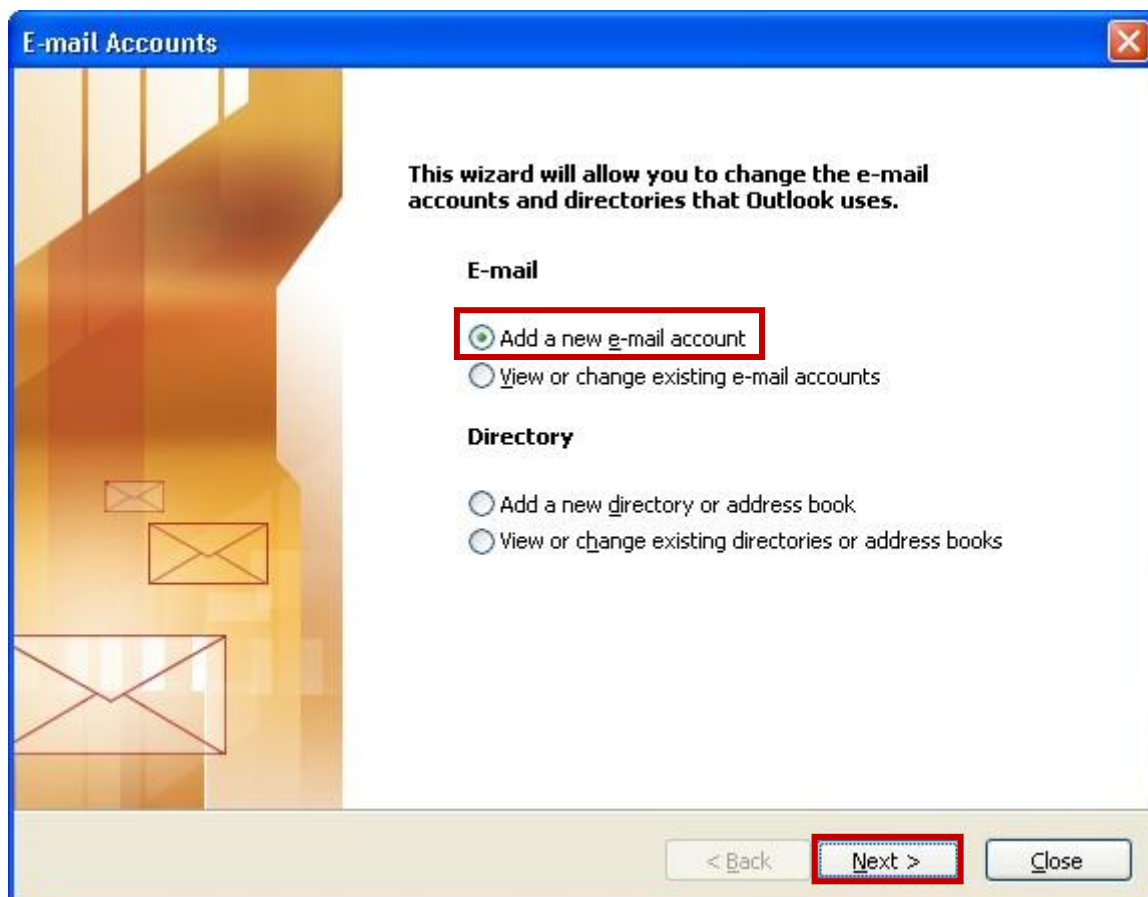 E-mail Accounts
This wizard will allow you to change the e-mail
accounts and directories that Outlook uses.
E-mail
Add a new e-mail account
View or change existing e-mail accounts
Directory
Add a new directory or address book
View or change existing directories or address books
< Back Next > Close